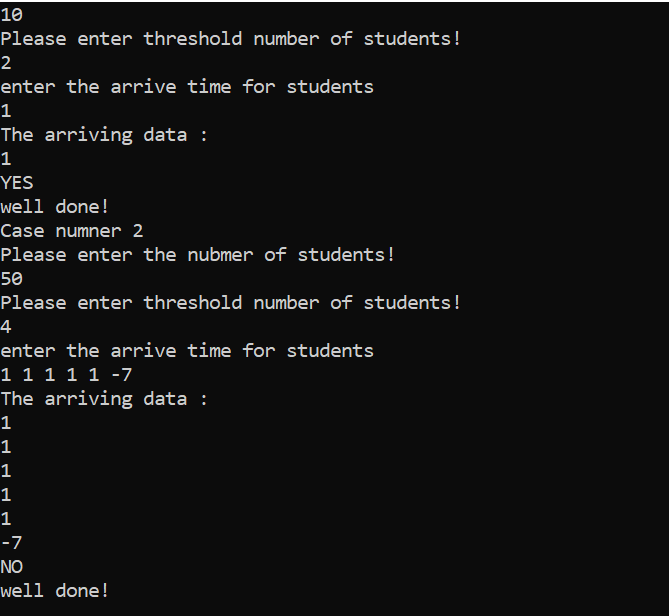 10
Please enter threshold number of students!
2
enter the arrive time for students
1
The arriving data :
1
YES
well done!
Case numner 2
Please enter the nubmer of students!
50
Please enter threshold number of students!
4
enter the arrive time for students
1 1 1 1 1 -7
The arriving data :
1
1
1
1
1
-7
NO
well done!